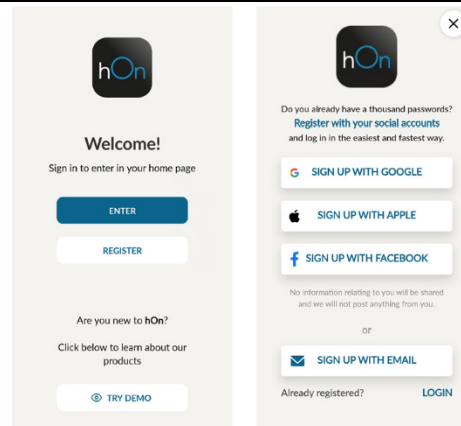 hOn
Welcome!
Sign in to enter in your home page
ENTER
REGISTER
Are you new to hOn?
Click below to learn about our
products
TRY DEMO
hOn
Do you already have a thousand passwords?
Register with your social accounts
and log in in the easiest and fastest way.
SIGN UP WITH GOOGLE
SIGN UP WITH APPLE
SIGN UP WITH FACEBOOK
No information relating to you will be shared
and we will not post anything from you.
or
SIGN UP WITH EMAIL
Already registered? LOGIN